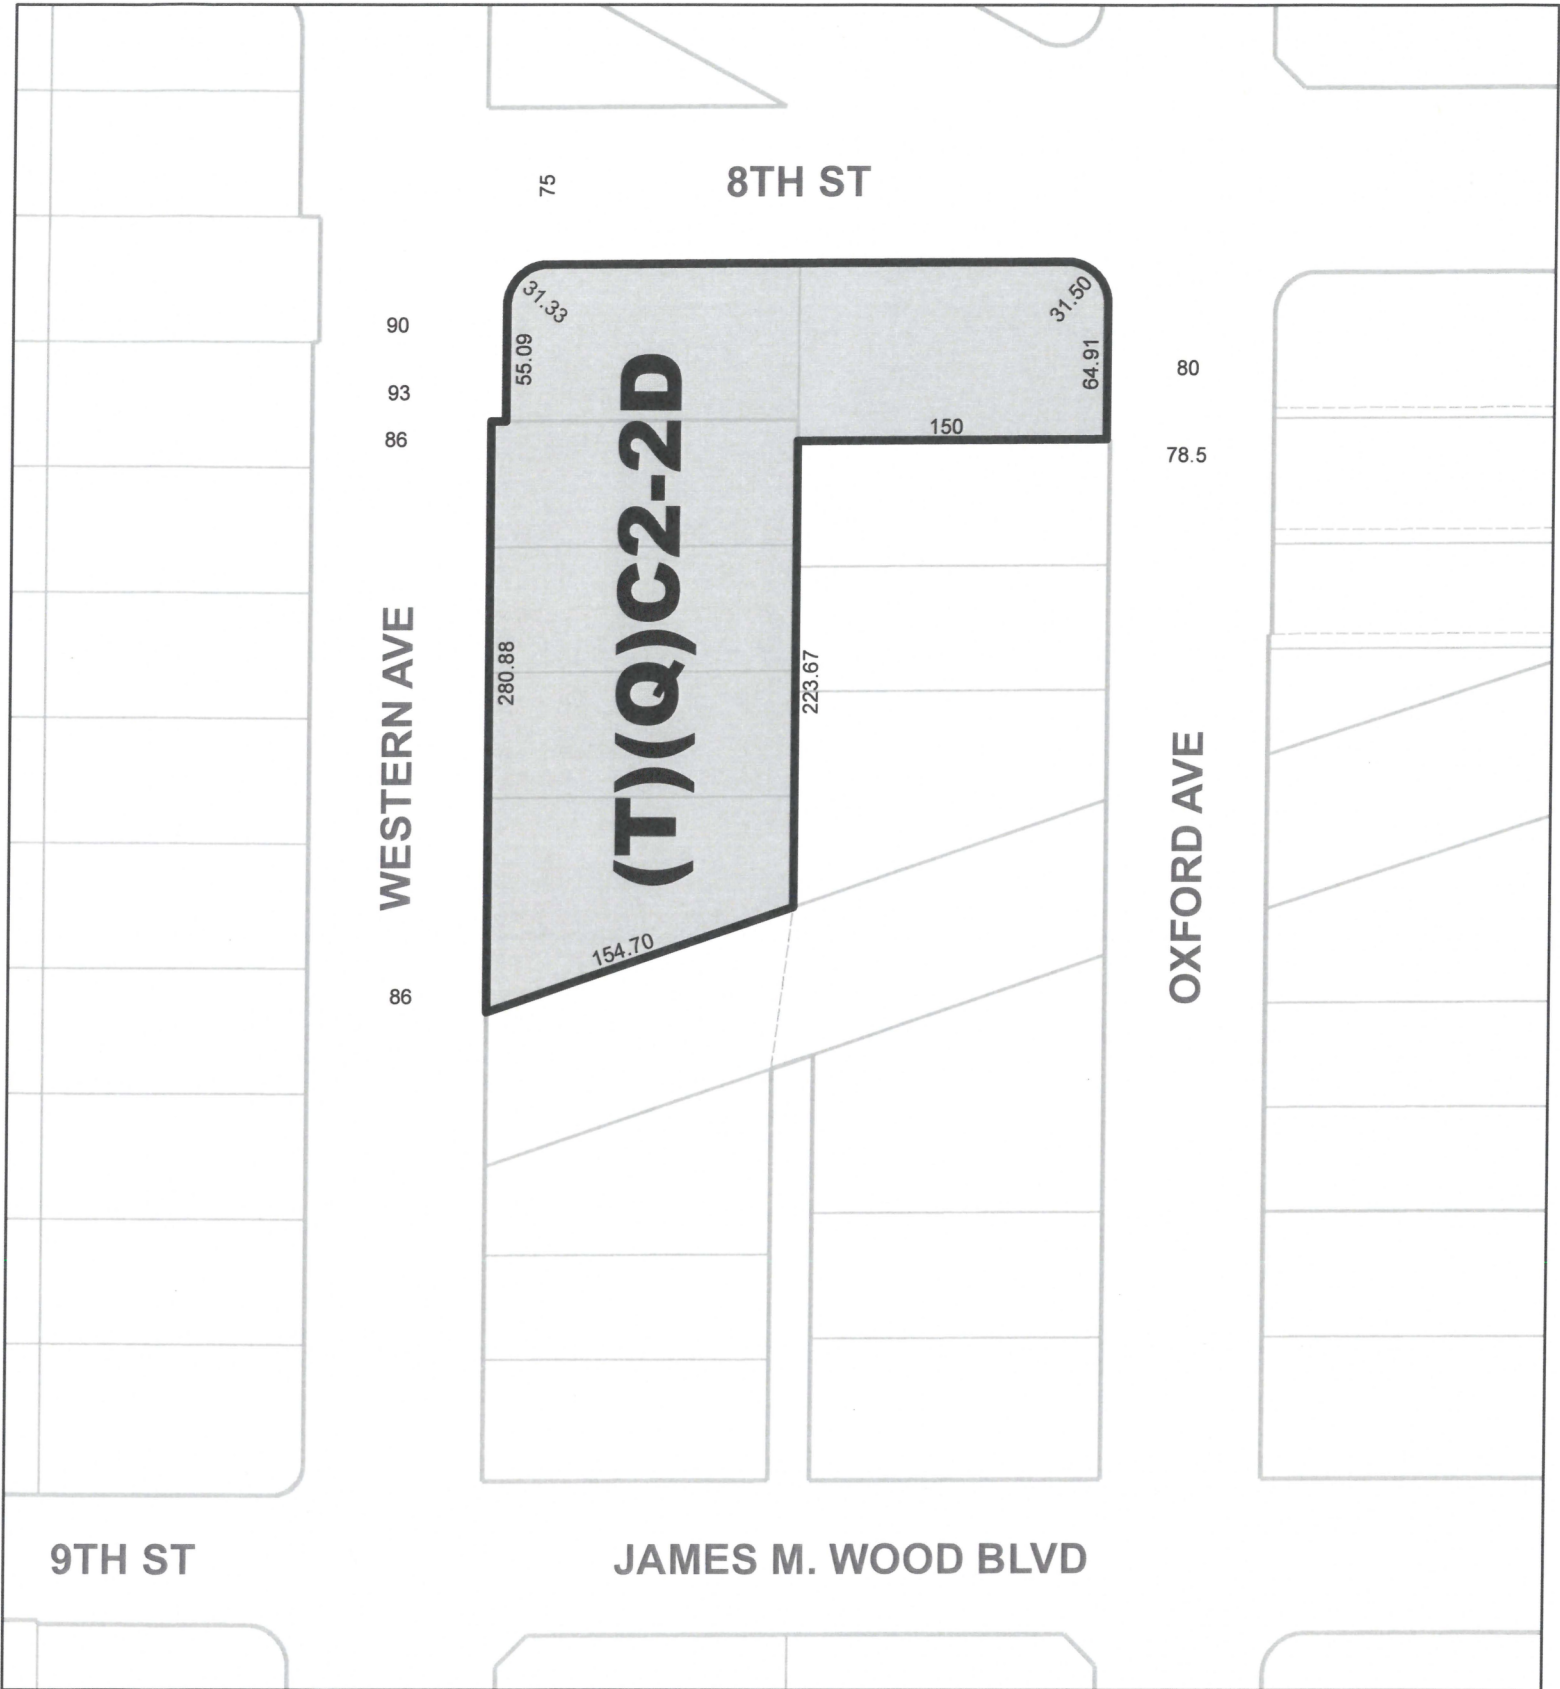 8TH ST
75
31.33
31.50
90
55.09
64.91
80
93
150
86
78.5
(T)(Q)C2-2D
WESTERN AVE
280.88
223.67
OXFORD AVE
154.70
86
9TH ST
JAMES M. WOOD BLVD